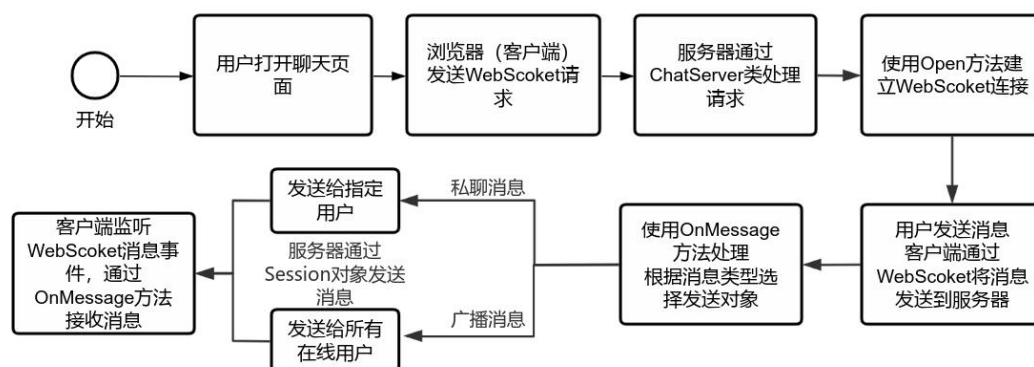 开始
用户打开聊天页
面
浏览器（客户端）
发送WebScoket请
求
服务器通过
ChatServer类处理
请求
使用Open方法建
立WebScoket连接
用户发送消息
客户端通过
WebScoket将消息
发送到服务器
使用OnMessage
方法处理
根据消息类型选
择发送对象
私聊消息
广播消息
发送给指定
用户
服务器通过
Session对象发送
消息
发送给所有
在线用户
客户端监听
WebScoket消息事
件，通过
OnMessage方法
接收消息